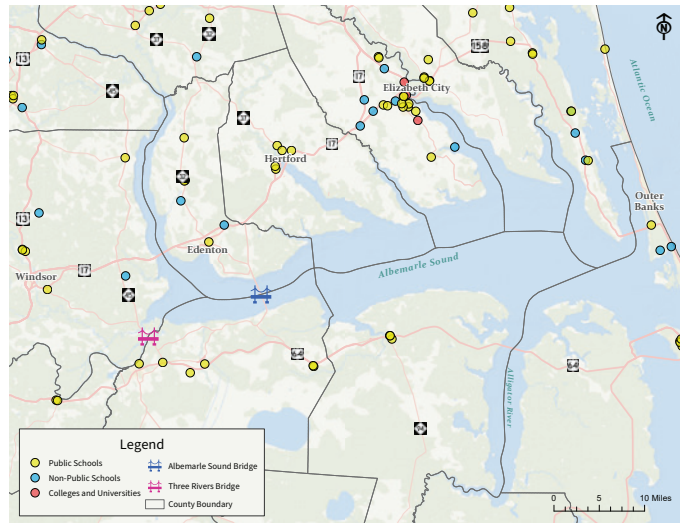 N
158
13
17
Atlantic Ocean
Elizabeth City
17
Hertford
Outer
Banks
13
Edenton
17
Albemarle Sound
Windsor
64
64
Alligator River
94
Legend
Public Schools
Non-Public Schools
Colleges and Universities
Albemarle Sound Bridge
Three Rivers Bridge
County Boundary
0 5 10 Miles